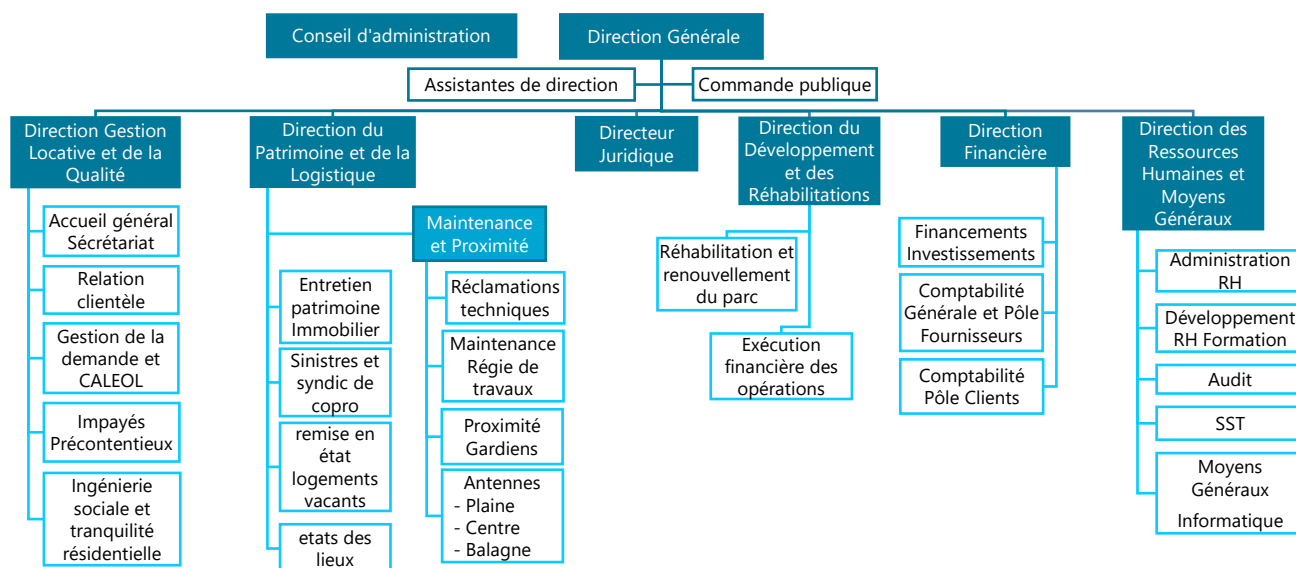 Conseil d'administration
Direction Générale
Assistantes de direction
Commande publique
Direction Gestion
Locative et de la
Qualité
Accueil général
Sécrétariat
Relation
clientèle
Gestion de la
demande et
CALEOL
Impayés
Précontentieux
Ingénierie
sociale et
tranquilité
résidentielle
Direction du
Patrimoine et de la
Logistique
Entretien
patrimoine
Immobilier
Sinistres et
syndic de
copro
remise en
état
logements
vacants
etats des
lieux
Maintenance
et Proximité
Réclamations
techniques
Maintenance
Régie de
travaux
Proximité
Gardiens
Antennes
- Plaine
- Centre
- Balagne
Directeur
Juridique
Direction du
Développement
et des
Réhabilitations
Réhabilitation et
renouvellement
du parc
Exécution
financière des
opérations
Direction
Financière
Financements
Investissements
Comptabilité
Générale et Pôle
Fournisseurs
Comptabilité
Pôle Clients
Direction des
Ressources
Humaines et
Moyens
Généraux
Administration
RH
Développement
RH Formation
Audit
SST
Moyens
Généraux
Informatique